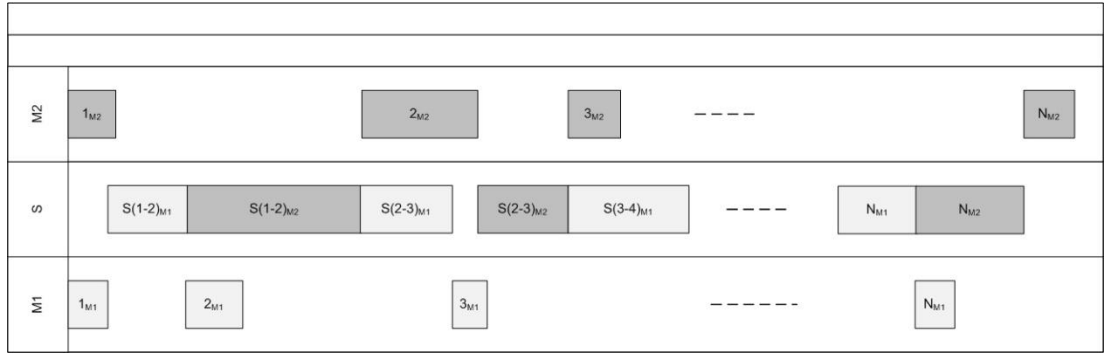 M2
1M2
2M2
3M2
NM2
S
S(1-2)M1
S(1-2)M2
S(2-3)M1
S(2-3)M2
S(3-4)M1
NM1
NM2
M1
1M1
2M1
3M1
NM1